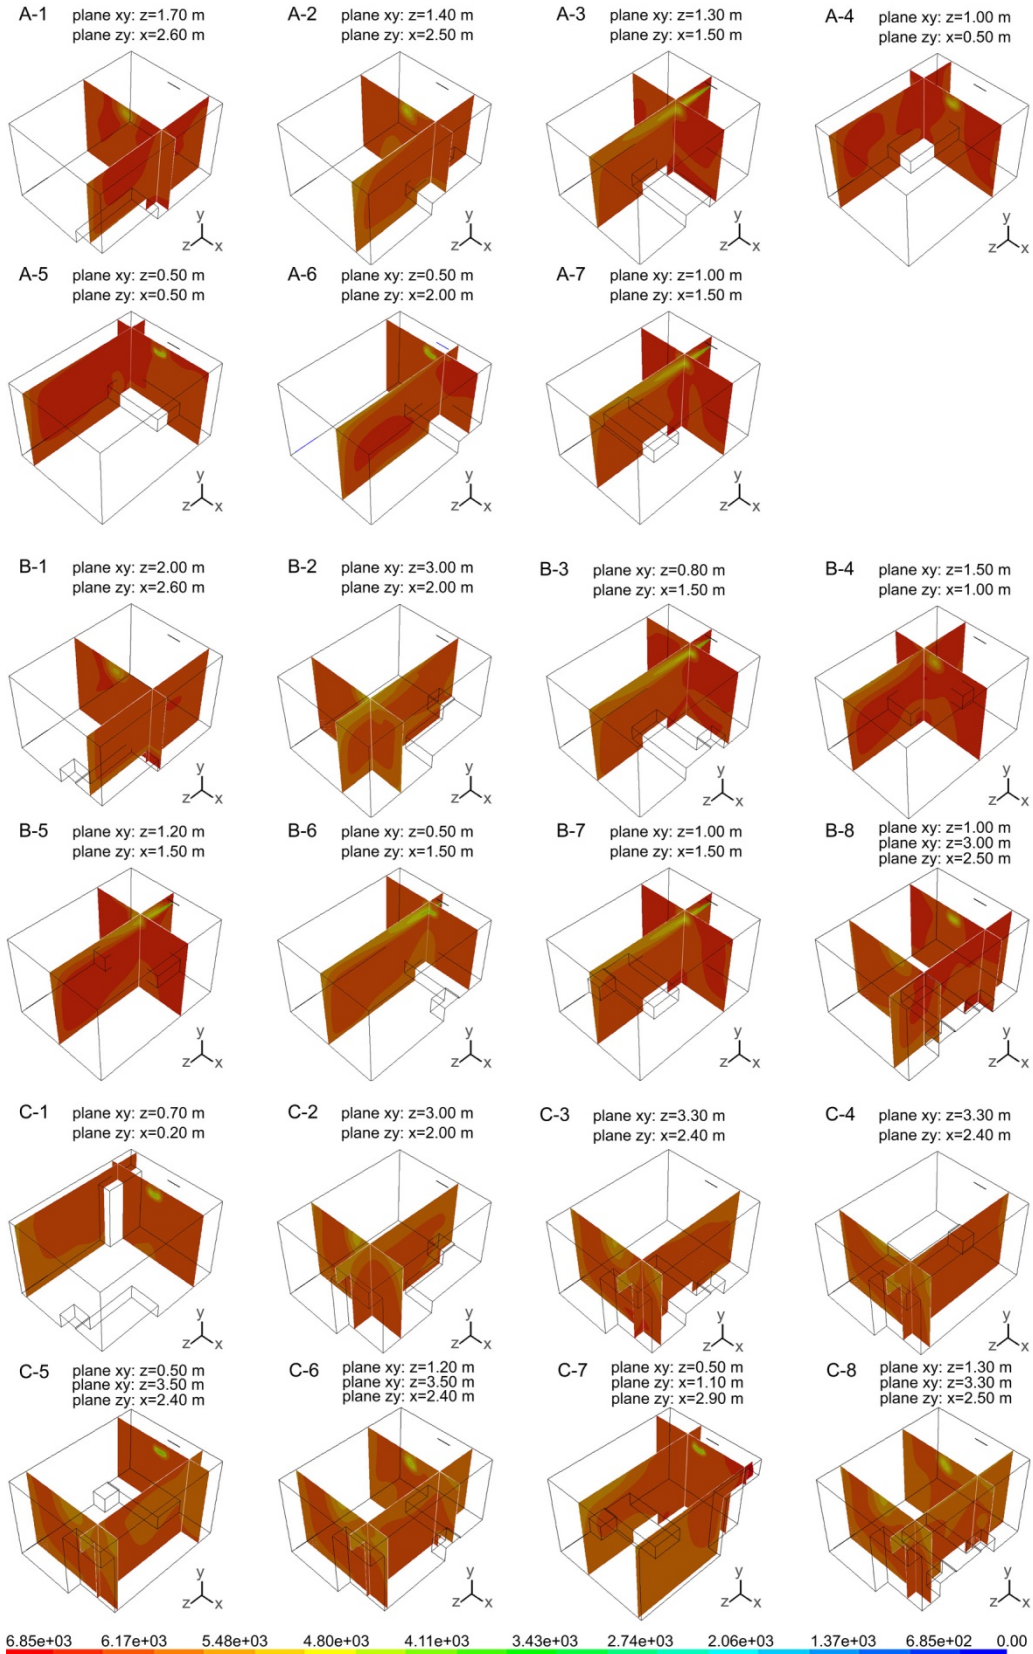 A-1 plane xy: z=1.70 m
plane zy: x=2.60 m
A-2 plane xy: z=1.40 m
plane zy: x=2.50 m
A-3 plane xy: z=1.30 m
plane zy: x=1.50 m
A-4 plane xy: z=1.00 m
plane zy: x=0.50 m
y
z x
y
z x
y
z x
y
z x
A-5 plane xy: z=0.50 m
plane zy: x=0.50 m
A-6 plane xy: z=0.50 m
plane zy: x=2.00 m
A-7 plane xy: z=1.00 m
plane zy: x=1.50 m
y
z x
y
z x
y
z x
B-1 plane xy: z=2.00 m
plane zy: x=2.60 m
B-2 plane xy: z=3.00 m
plane zy: x=2.00 m
B-3 plane xy: z=0.80 m
plane zy: x=1.50 m
B-4 plane xy: z=1.50 m
plane zy: x=1.00 m
y
z x
y
z x
y
z x
y
z x
B-5 plane xy: z=1.20 m
plane zy: x=1.50 m
B-6 plane xy: z=0.50 m
plane zy: x=1.50 m
B-7 plane xy: z=1.00 m
plane zy: x=1.50 m
B-8 plane xy: z=1.00 m
plane xy: z=3.00 m
plane zy: x=2.50 m
y
z x
y
z x
y
z x
y
z x
C-1 plane xy: z=0.70 m
plane zy: x=0.20 m
C-2 plane xy: z=3.00 m
plane zy: x=2.00 m
C-3 plane xy: z=3.30 m
plane zy: x=2.40 m
C-4 plane xy: z=3.30 m
plane zy: x=2.40 m
y
z x
y
z x
y
z x
y
z x
C-5 plane xy: z=0.50 m
plane xy: z=3.50 m
plane zy: x=2.40 m
C-6 plane xy: z=1.20 m
plane xy: z=3.50 m
plane zy: x=2.40 m
C-7 plane xy: z=0.50 m
plane zy: x=1.10 m
plane zy: x=2.90 m
C-8 plane xy: z=1.30 m
plane xy: z=3.30 m
plane zy: x=2.50 m
y
z x
y
z x
y
z x
y
z x
6.85e+03 6.17e+03 5.48e+03 4.80e+03 4.11e+03 3.43e+03 2.74e+03 2.06e+03 1.37e+03 6.85e+02 0.00